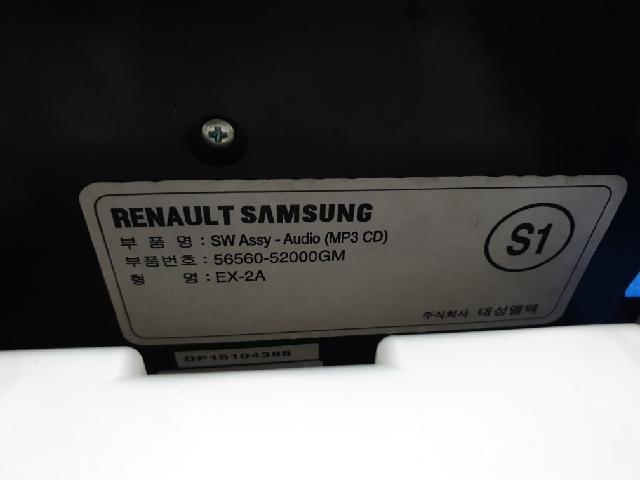 RENAULT SAMSUNG
부 품 명 : SW Assy - Audio (MP3 CD)
부품번호 : 56560-52000GM
형 명 : EX-2A
S1
주식회사 대성엘텍
DP15104385